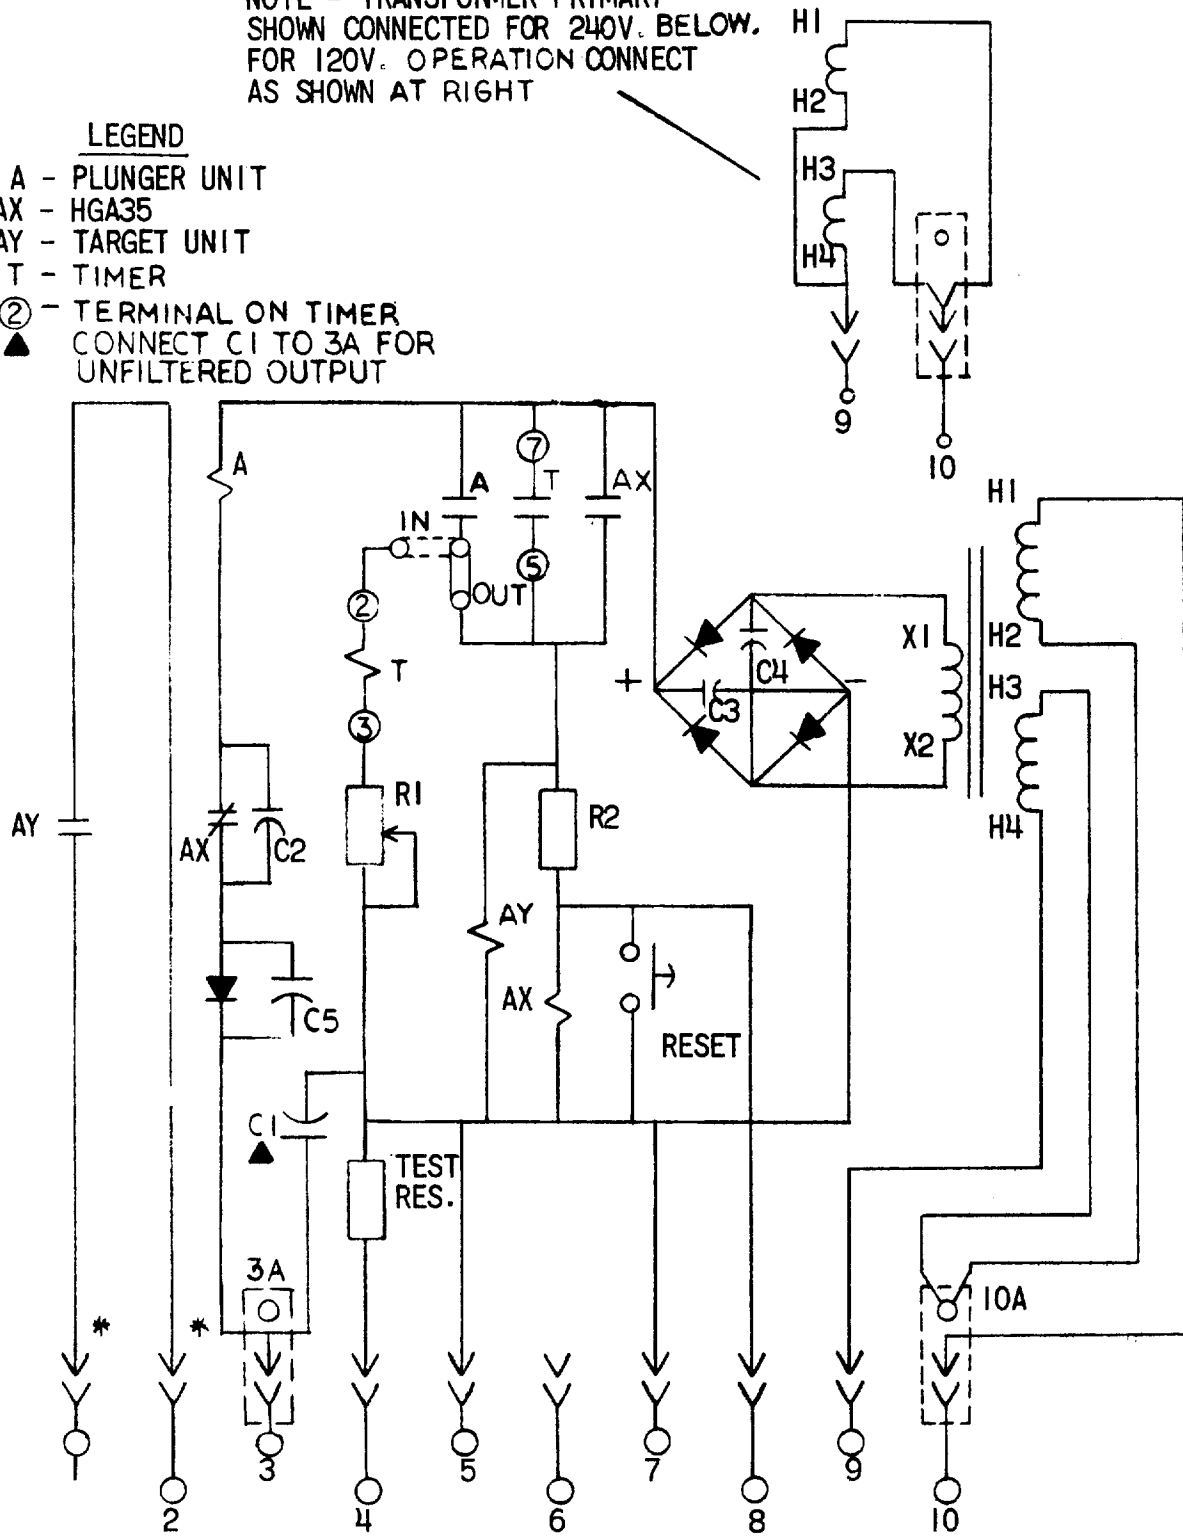 NOTE - TRANSFORMER PRIMARY
SHOWN CONNECTED FOR 240V. BELOW.
FOR 120V. OPERATION CONNECT
AS SHOWN AT RIGHT
H1
H2
H3
H4
9
10
LEGEND
A - PLUNGER UNIT
AX - HGA35
AY - TARGET UNIT
T - TIMER
② - TERMINAL ON TIMER
▲ CONNECT C1 TO 3A FOR
UNFILTERED OUTPUT
A
A
7
T
AX
IN
5
OUT
2
T
3
R1
AY
AX
C2
R2
+
-
C4
C3
X1
X2
H1
H2
H3
H4
AY
AX
C5
RESET
C1
▲
TEST
RES.
3A
10A
*
*
2
3
4
5
6
7
8
9
10